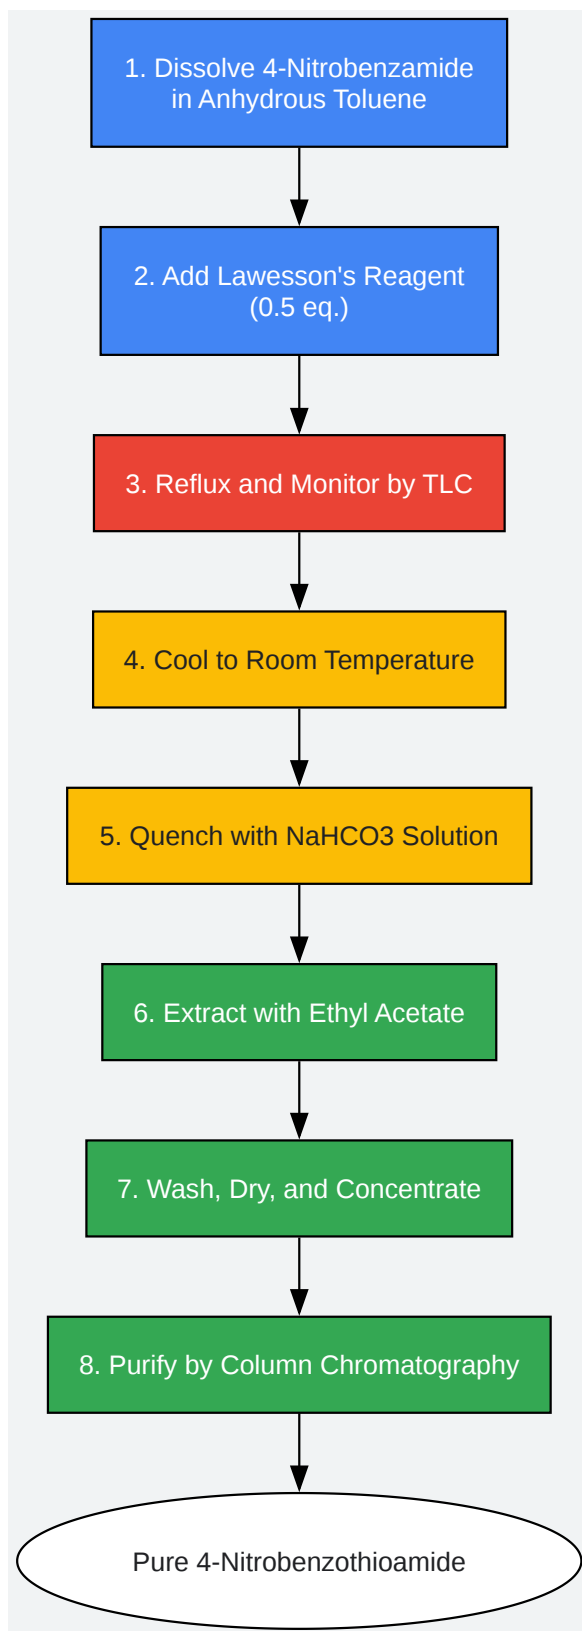 1. Dissolve 4-Nitrobenzamide
in Anhydrous Toluene
2. Add Lawesson's Reagent
(0.5 eq.)
3. Reflux and Monitor by TLC
4. Cool to Room Temperature
5. Quench with NaHCO3 Solution
6. Extract with Ethyl Acetate
7. Wash, Dry, and Concentrate
8. Purify by Column Chromatography
Pure 4-Nitrobenzothioamide